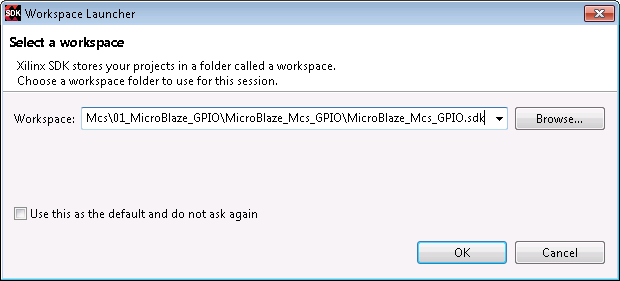 SDK Workspace Launcher
Select a workspace
Xilinx SDK stores your projects in a folder called a workspace.
Choose a workspace folder to use for this session.
Workspace: Mcs\01_MicroBlaze_GPIO\MicroBlaze_Mcs_GPIO\MicroBlaze_Mcs_GPIO.sdk Browse...
Use this as the default and do not ask again
OK Cancel